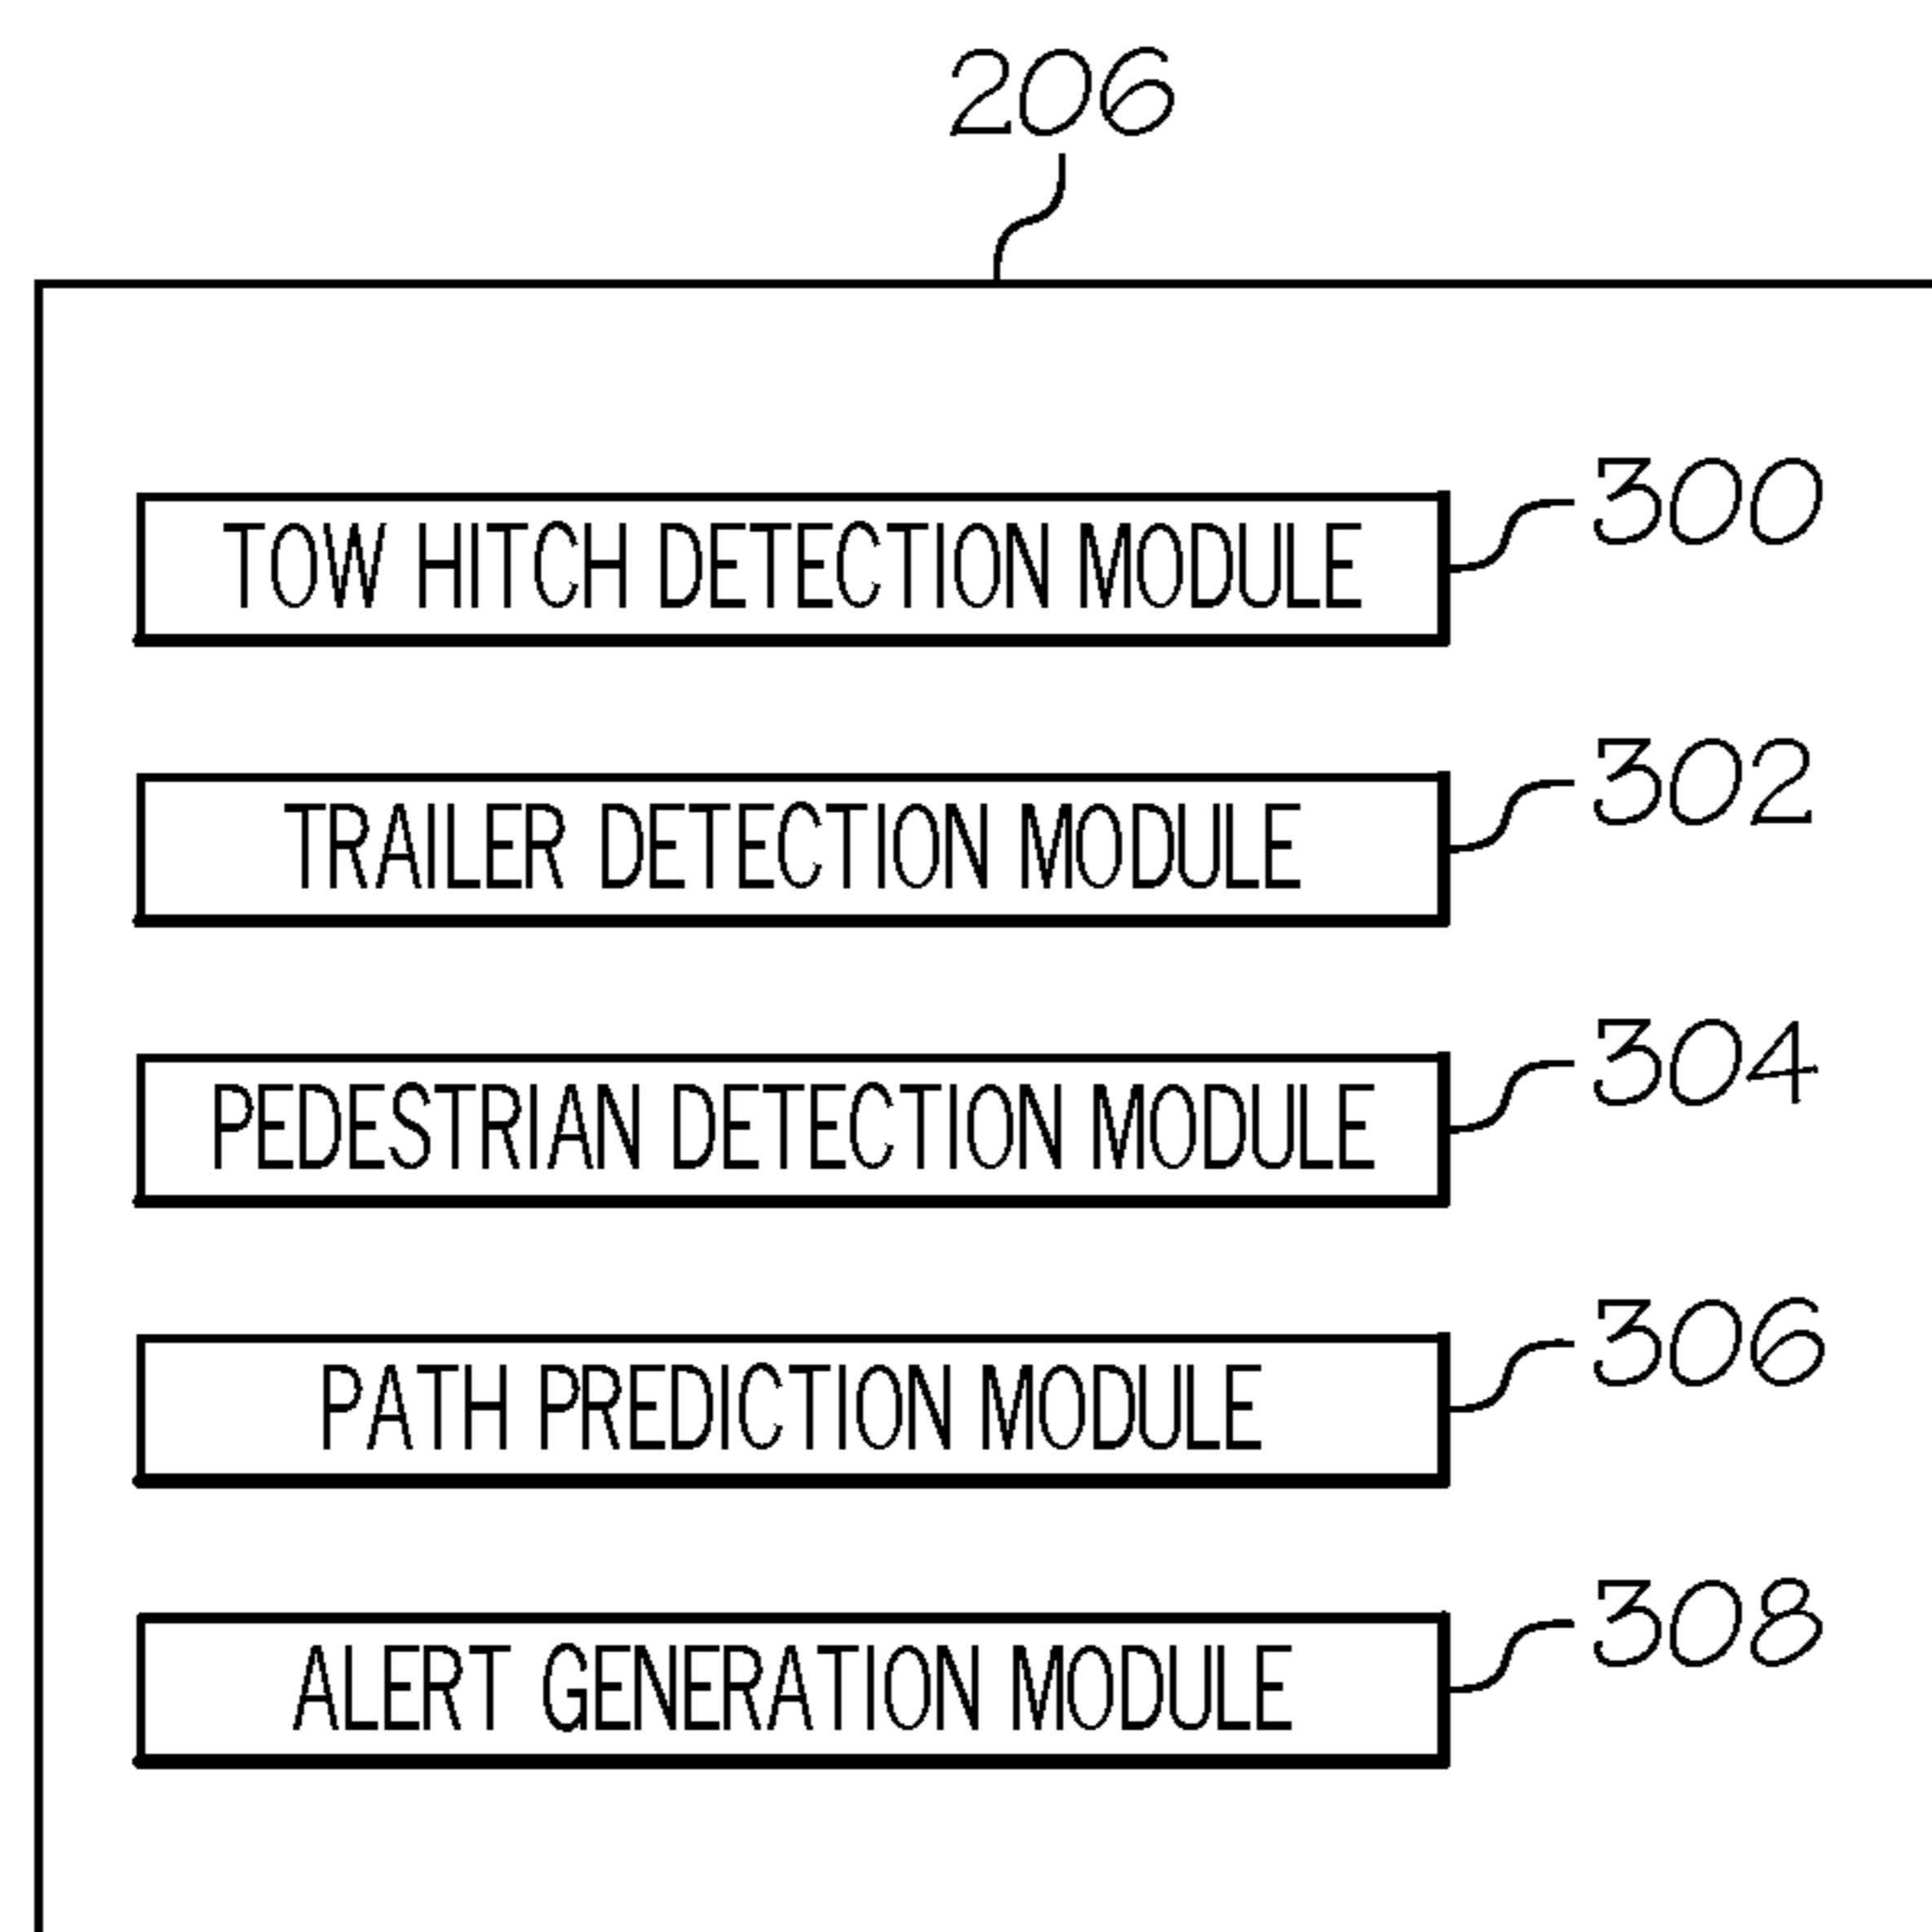 206
TOW HITCH DETECTION MODULE 300
TRAILER DETECTION MODULE 302
PEDESTRIAN DETECTION MODULE 304
PATH PREDICTION MODULE 306
ALERT GENERATION MODULE 308